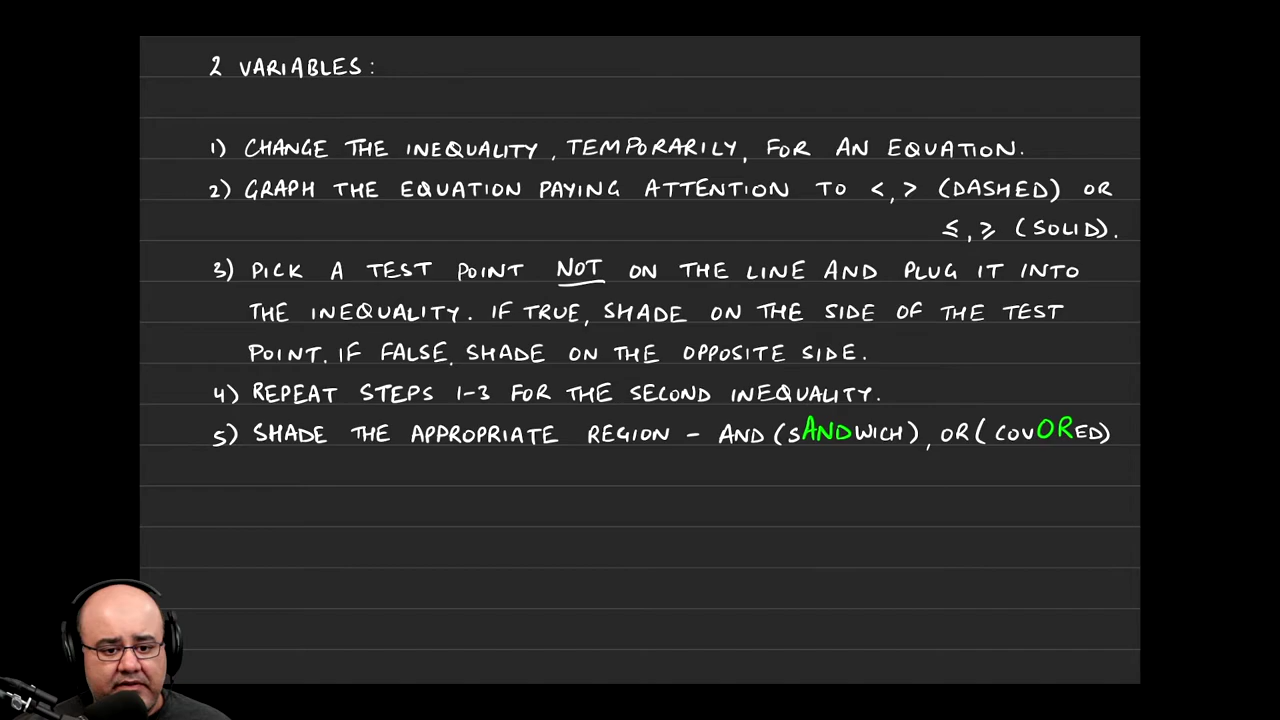 2 VARIABLES:
1) CHANGE THE INEQUALITY, TEMPORARILY, FOR AN EQUATION.
2) GRAPH THE EQUATION PAYING ATTENTION TO <, > (DASHED) OR
≤, ≥ (SOLID).
3) PICK A TEST POINT NOT ON THE LINE AND PLUG IT INTO
THE INEQUALITY. IF TRUE, SHADE ON THE SIDE OF THE TEST
POINT. IF FALSE, SHADE ON THE OPPOSITE SIDE.
4) REPEAT STEPS 1-3 FOR THE SECOND INEQUALITY.
5) SHADE THE APPROPRIATE REGION - AND (SANDWICH), OR (COVORED)